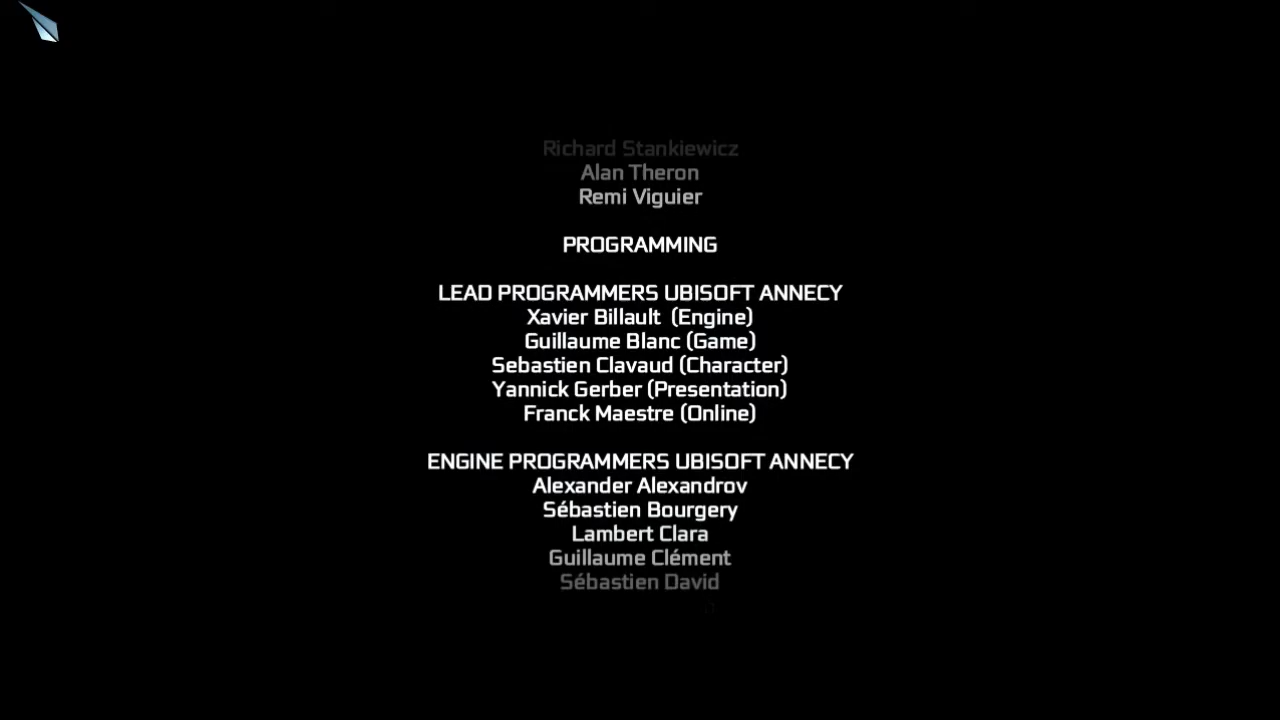 Richard Stankiewicz
Alan Theron
Remi Viguier
PROGRAMMING
LEAD PROGRAMMERS UBISOFT ANNECY
Xavier Billault (Engine)
Guillaume Blanc (Game)
Sebastien Clavaud (Character)
Yannick Gerber (Presentation)
Franck Maestre (Online)
ENGINE PROGRAMMERS UBISOFT ANNECY
Alexander Alexandrov
Sébastien Bourgery
Lambert Clara
Guillaume Clément
Sébastien David